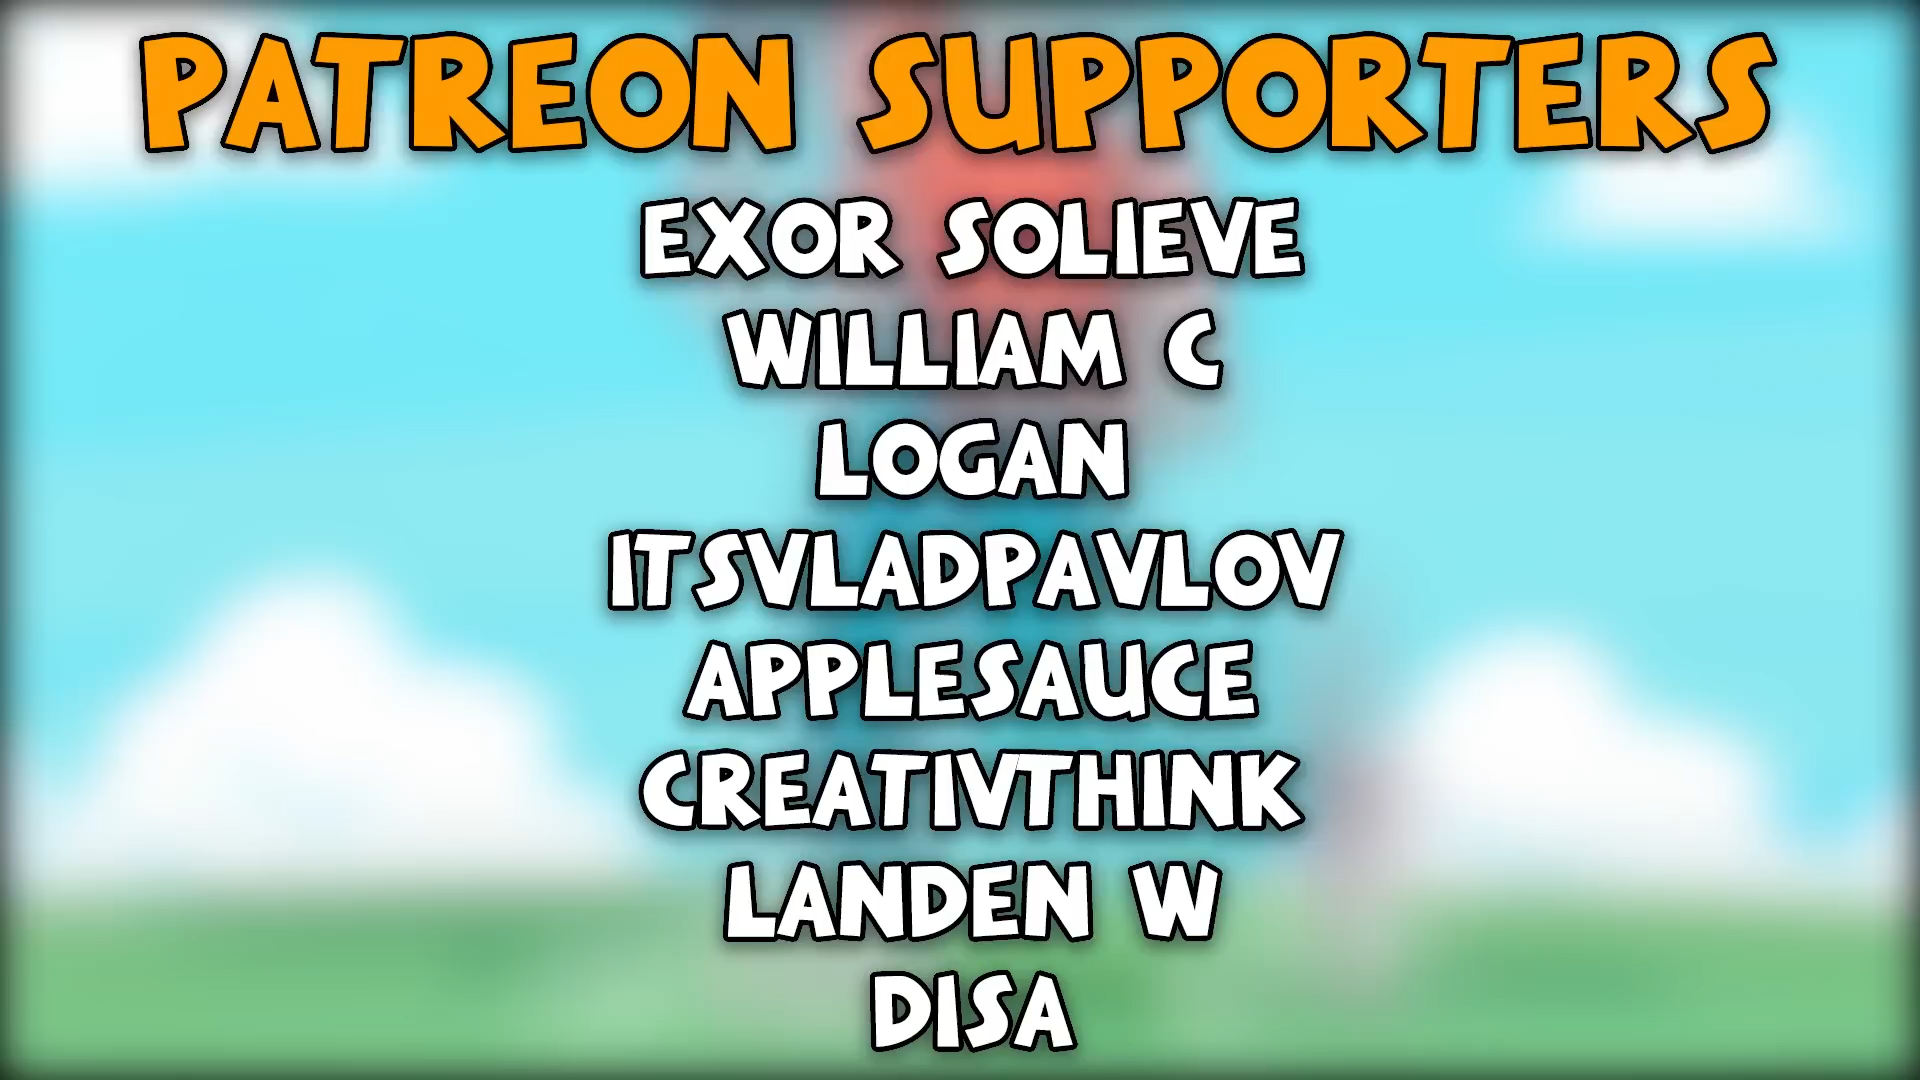 PATREON SUPPORTERS
EXOR SOLIEVE
WILLIAM C
LOGAN
ITSVLADPAVLOV
APPLESAUCE
CREATIVTHINK
LANDEN W
DISA